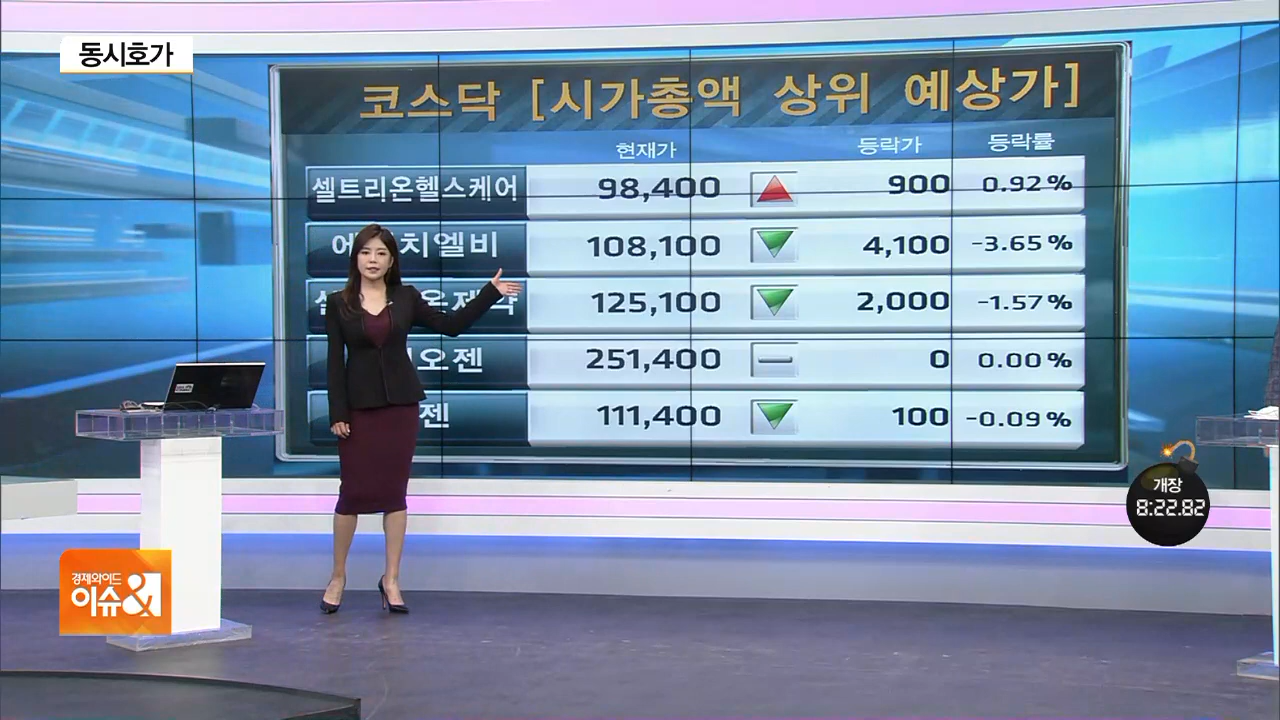 동시호가
코스닥 [시가총액 상위 예상가]
현재가 등락가 등락률
셀트리온헬스케어 98,400 900 0.92%
108,100 4,100 -3.65%
125,100 2,000 -1.57%
251,400 0 0.00%
111,400 100 -0.09%
개장
8:22.82
경제와이드
이슈&